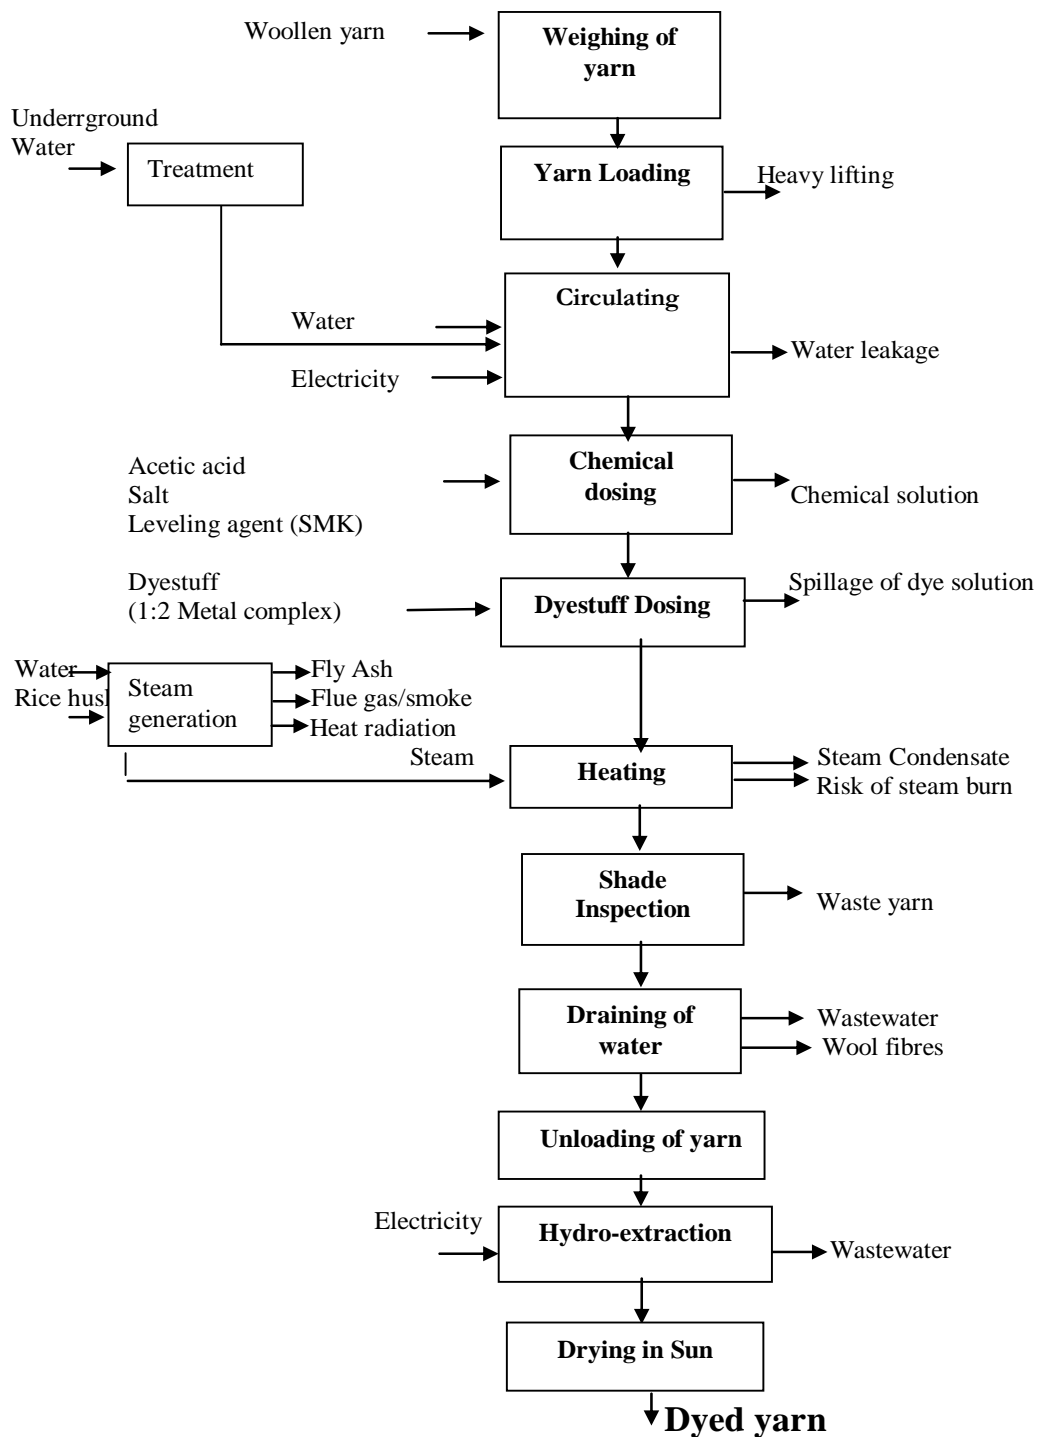 Woollen yarn
Weighing of
yarn
Underrground
Water
Treatment
Yarn Loading
Heavy lifting
Circulating
Water
Electricity
Water leakage
Acetic acid
Salt
Leveling agent (SMK)
Chemical
dosing
Chemical solution
Dyestuff
(1:2 Metal complex)
Dyestuff Dosing
Spillage of dye solution
Water
Rice husk
Steam
generation
Fly Ash
Flue gas/smoke
Heat radiation
Steam
Heating
Steam Condensate
Risk of steam burn
Shade
Inspection
Waste yarn
Draining of
water
Wastewater
Wool fibres
Unloading of yarn
Electricity
Hydro-extraction
Wastewater
Drying in Sun
Dyed yarn